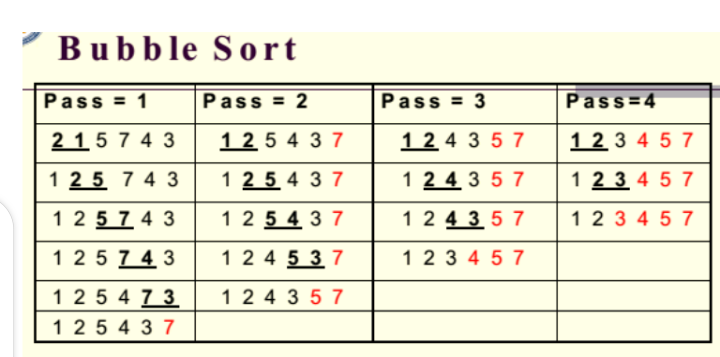 Bubble Sort
Pass = 1 Pass = 2 Pass = 3 Pass=4
2 1 5 7 4 3 1 2 5 4 3 7 1 2 4 3 5 7 1 2 3 4 5 7
1 2 5 7 4 3 1 2 5 4 3 7 1 2 4 3 5 7 1 2 3 4 5 7
1 2 5 7 4 3 1 2 5 4 3 7 1 2 4 3 5 7 1 2 3 4 5 7
1 2 5 7 4 3 1 2 4 5 3 7 1 2 3 4 5 7
1 2 5 4 7 3 1 2 4 3 5 7
1 2 5 4 3 7